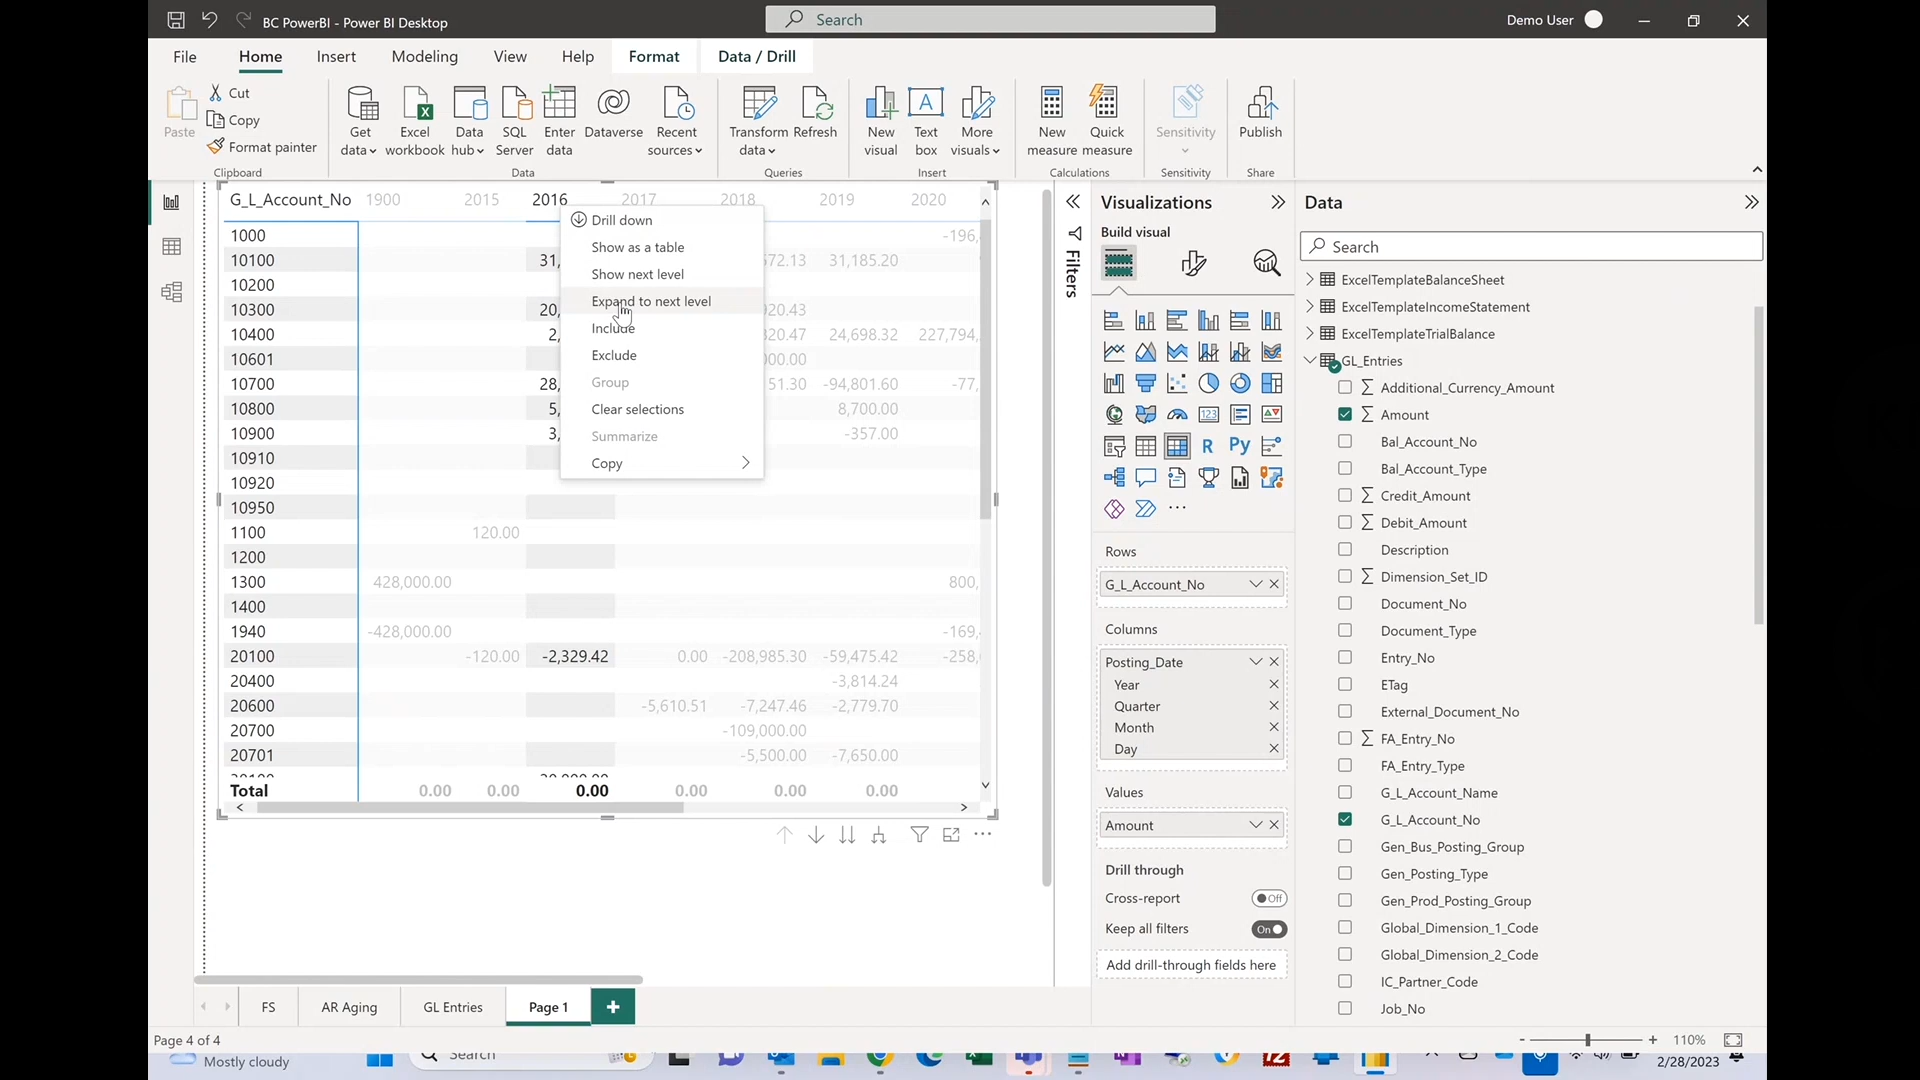 BC PowerBI - Power BI Desktop
Search
Demo User
File
Home
Insert
Modeling
View
Help
Format
Data / Drill
Paste
Cut
Copy
Format painter
Clipboard
Get data
Excel workbook
Data hub
SQL Server
Enter data
Dataverse
Recent sources
Data
Transform data
Refresh
Queries
New visual
Text box
More visuals
Insert
New measure
Quick measure
Calculations
Sensitivity
Sensitivity
Publish
Share
G_L_Account_No 1900 2015 2016 2017 2018 2019 2020
1000 -196,
10100 31, 572.13 31,185.20
10200
10300 20, 920.43
10400 2, 320.47 24,698.32 227,794,
10601 000.00
10700 28, 51.30 -94,801.60 -77,
10800 5, 8,700.00
10900 3, -357.00
10910
10920
10950
1100 120.00
1200
1300 428,000.00 800,
1400
1940 -428,000.00 -169,
20100 -120.00 -2,329.42 0.00 -208,985.30 -59,475.42 -258,
20400 -3,814.24
20600 -5,610.51 -7,247.46 -2,779.70
20700 -109,000.00
20701 -5,500.00 -7,650.00
Total 0.00 0.00 0.00 0.00 0.00 0.00
Drill down
Show as a table
Show next level
Expand to next level
Include
Exclude
Group
Clear selections
Summarize
Copy
Filters
Visualizations
Build visual
123
R
Py
Rows
G_L_Account_No
Columns
Posting_Date
Year
Quarter
Month
Day
Values
Amount
Drill through
Cross-report
Off
Keep all filters
On
Add drill-through fields here
Data
Search
ExcelTemplateBalanceSheet
ExcelTemplateIncomeStatement
ExcelTemplateTrialBalance
GL_Entries
Additional_Currency_Amount
Amount
Bal_Account_No
Bal_Account_Type
Credit_Amount
Debit_Amount
Description
Dimension_Set_ID
Document_No
Document_Type
Entry_No
ETag
External_Document_No
FA_Entry_No
FA_Entry_Type
G_L_Account_Name
G_L_Account_No
Gen_Bus_Posting_Group
Gen_Posting_Type
Gen_Prod_Posting_Group
Global_Dimension_1_Code
Global_Dimension_2_Code
IC_Partner_Code
Job_No
FS
AR Aging
GL Entries
Page 1
Page 4 of 4
110%
Mostly cloudy
Search
2/28/2023